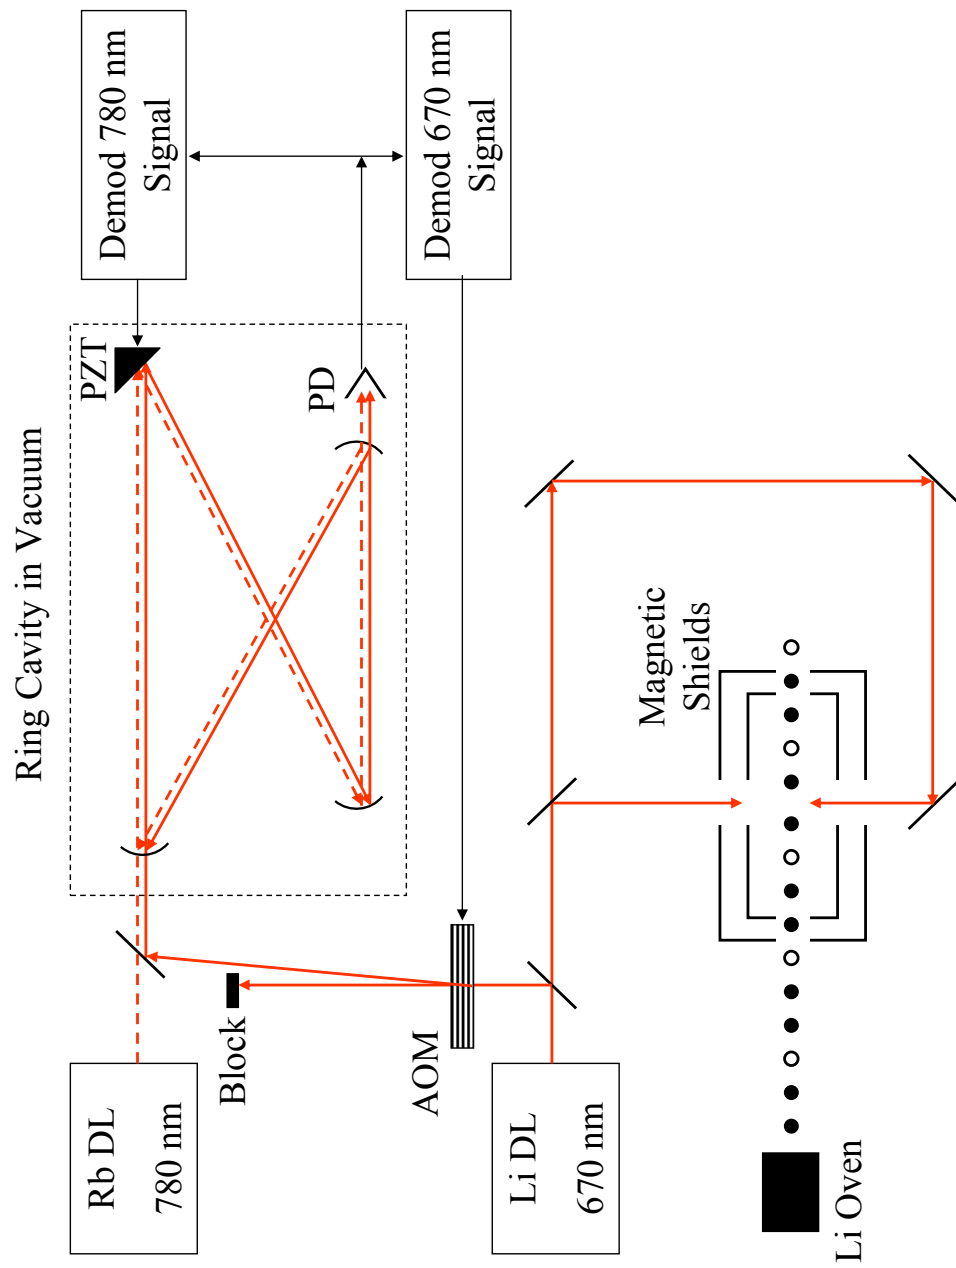 Ring Cavity in Vacuum
Rb DL
780 nm
Block
PZT
PD
Demod 780 nm
Signal
Demod 670 nm
Signal
AOM
Li DL
670 nm
Magnetic
Shields
Li Oven